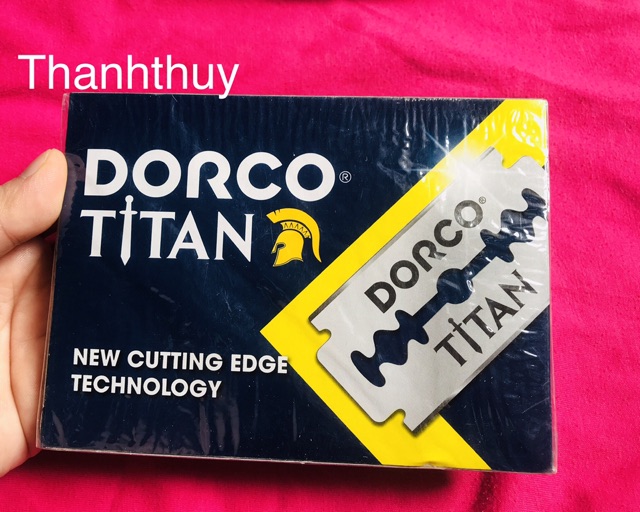 Thanhthuy
DORCO®
TITAN
NEW CUTTING EDGE
TECHNOLOGY
DORCO®
TITAN